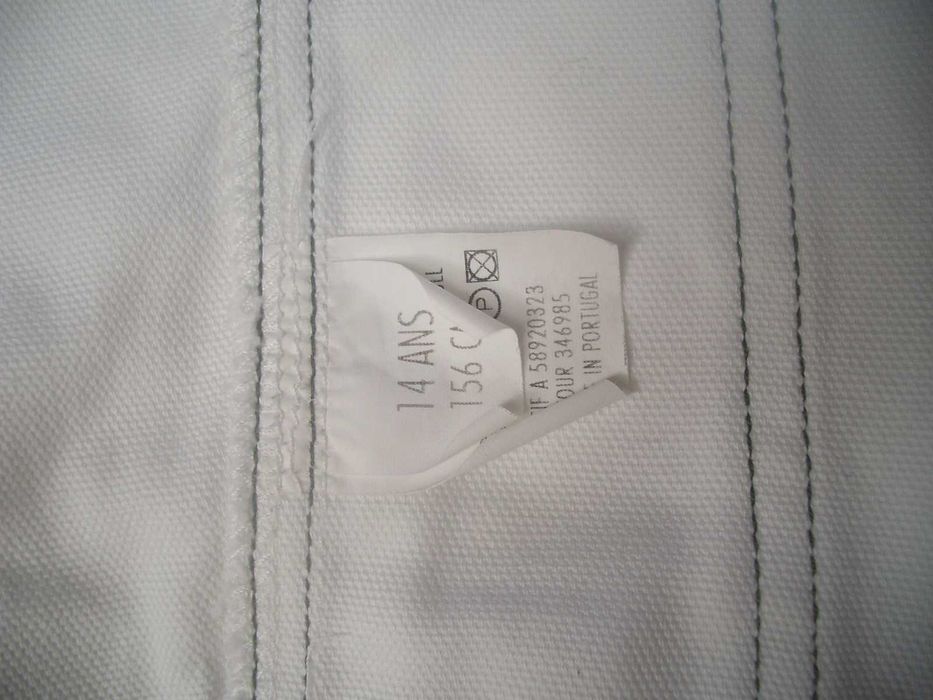 14 ANS
156
P
A 58920323
346985
IN PORTUGAL